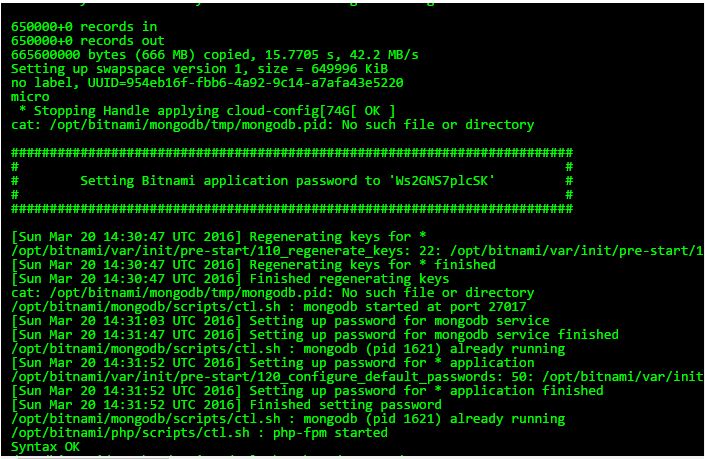 650000+0 records in
650000+0 records out
665600000 bytes (666 MB) copied, 15.7705 s, 42.2 MB/s
Setting up swapspace version 1, size = 649996 KiB
no label, UUID=954eb16f-fbb6-4a92-9c14-a7afa43e5220
micro
 * Stopping Handle applying cloud-config[74G[ OK ]
cat: /opt/bitnami/mongodb/tmp/mongodb.pid: No such file or directory
#########################################################################
#                                                                       #
#        Setting Bitnami application password to 'Ws2GNS7plcSK'         #
#                                                                       #
#########################################################################
[Sun Mar 20 14:30:47 UTC 2016] Regenerating keys for *
/opt/bitnami/var/init/pre-start/110_regenerate_keys: 22: /opt/bitnami/var/init/pre-start/1
[Sun Mar 20 14:30:47 UTC 2016] Regenerating keys for * finished
[Sun Mar 20 14:30:47 UTC 2016] Finished regenerating keys
cat: /opt/bitnami/mongodb/tmp/mongodb.pid: No such file or directory
/opt/bitnami/mongodb/scripts/ctl.sh : mongodb started at port 27017
[Sun Mar 20 14:31:03 UTC 2016] Setting up password for mongodb service
[Sun Mar 20 14:31:47 UTC 2016] Setting up password for mongodb service finished
/opt/bitnami/mongodb/scripts/ctl.sh : mongodb (pid 1621) already running
[Sun Mar 20 14:31:52 UTC 2016] Setting up password for * application
/opt/bitnami/var/init/pre-start/120_configure_default_passwords: 50: /opt/bitnami/var/init
[Sun Mar 20 14:31:52 UTC 2016] Setting up password for * application finished
[Sun Mar 20 14:31:52 UTC 2016] Finished setting password
/opt/bitnami/mongodb/scripts/ctl.sh : mongodb (pid 1621) already running
/opt/bitnami/php/scripts/ctl.sh : php-fpm started
Syntax OK